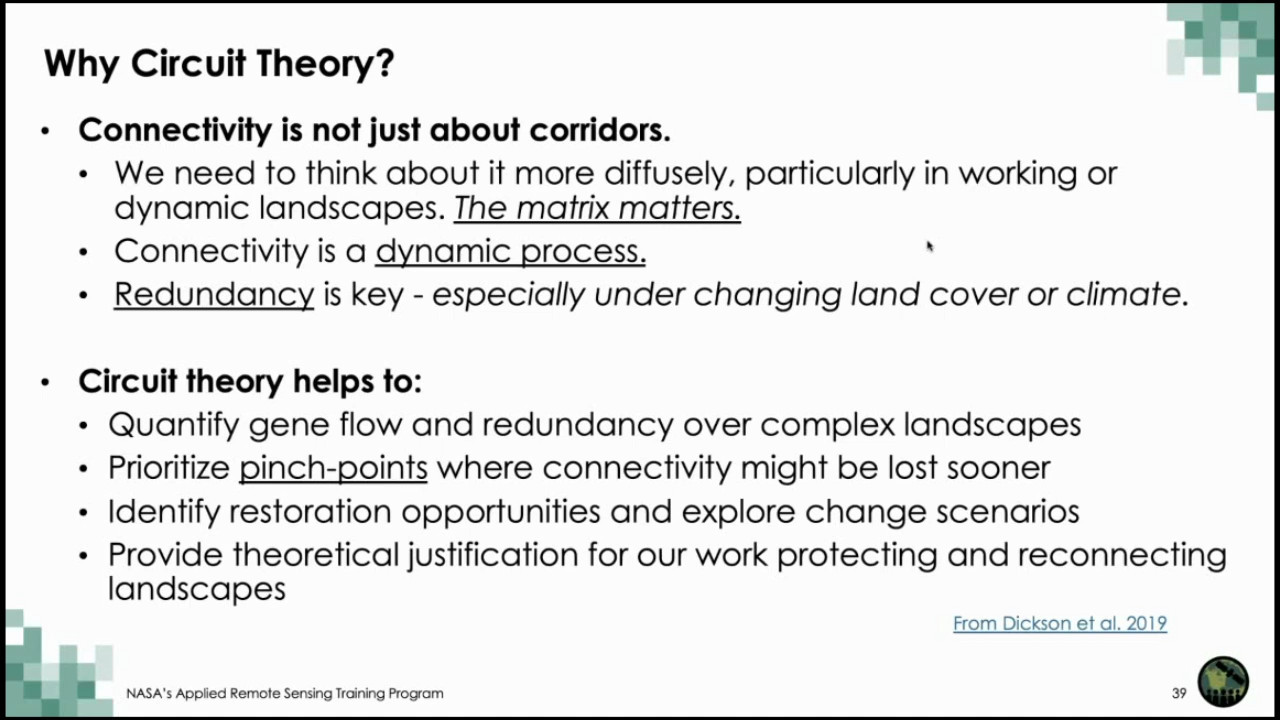 Why Circuit Theory?
• Connectivity is not just about corridors.
• We need to think about it more diffusely, particularly in working or
dynamic landscapes. The matrix matters.
• Connectivity is a dynamic process.
• Redundancy is key - especially under changing land cover or climate.
• Circuit theory helps to:
• Quantify gene flow and redundancy over complex landscapes
• Prioritize pinch-points where connectivity might be lost sooner
• Identify restoration opportunities and explore change scenarios
• Provide theoretical justification for our work protecting and reconnecting
landscapes
From Dickson et al. 2019
NASA's Applied Remote Sensing Training Program
39